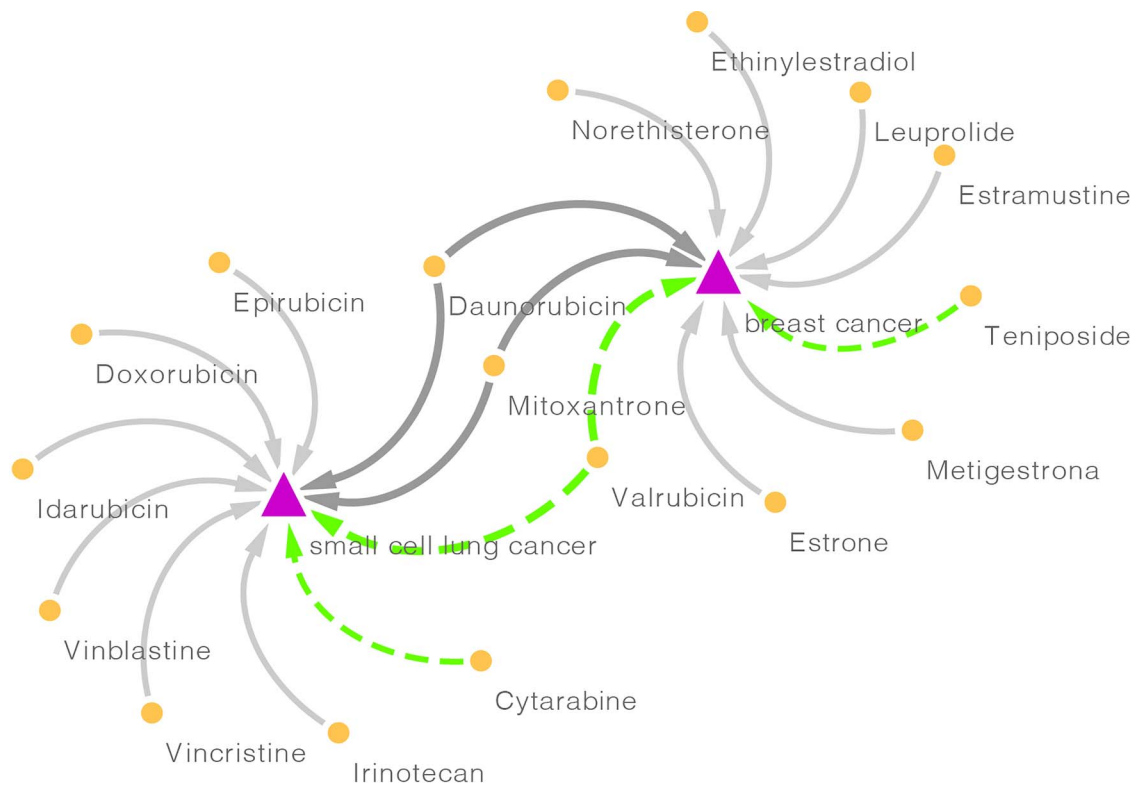 Ethinylestradiol
Norethisterone
Leuprolide
Estramustine
Epirubicin
Daunorubicin
breast cancer
Teniposide
Doxorubicin
Mitoxantrone
Metigestrona
Idarubicin
Valrubicin
small cell lung cancer
Estrone
Vinblastine
Cytarabine
Vincristine
Irinotecan